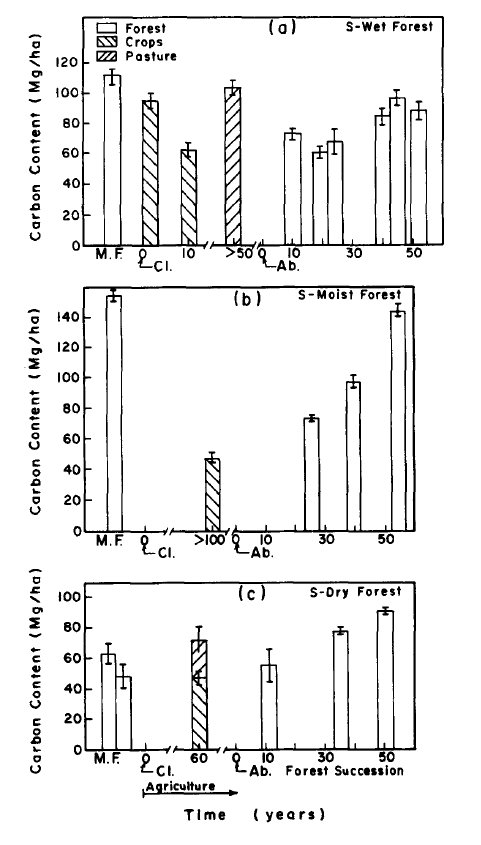 Forest (a) S-Wet Forest
Crops
Pasture
Carbon Content (Mg/ha)
120
100
80
60
40
20
0
M.F. 0 10 >50 0 10 30 50
Cl. Ab.
(b) S-Moist Forest
Carbon Content (Mg/ha)
140
120
100
80
60
40
20
0
M.F. 0 >100 0 10 30 50
Cl. Ab.
(c) S-Dry Forest
Carbon Content (Mg/ha)
100
80
60
40
20
0
M.F. 0 60 0 10 30 50
Cl. Ab. Forest Succession
Agriculture
Time (years)